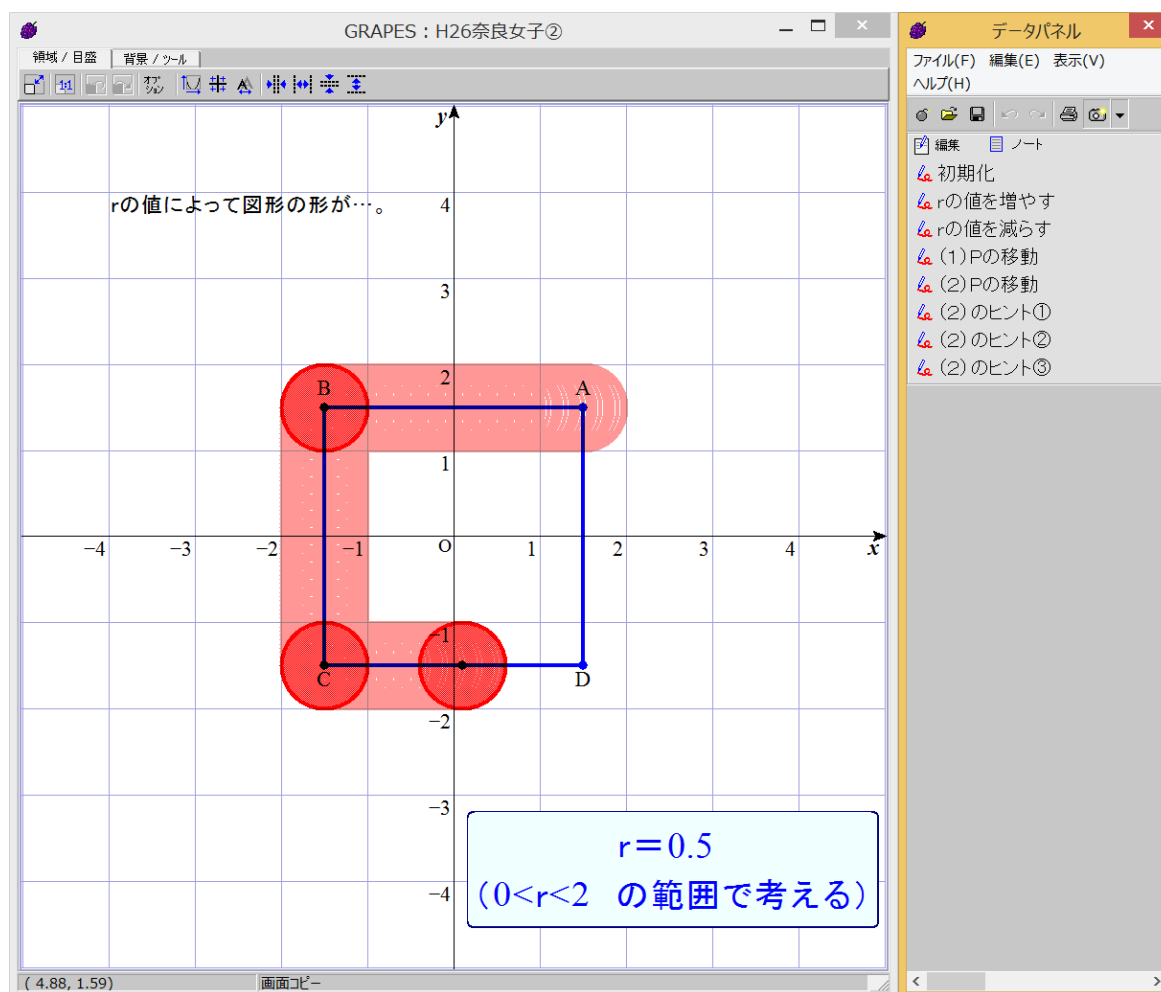 GRAPES : H26奈良女子②
領域 / 目盛
背景 / ツール
1:1
オプション
y
rの値によって図形の形が…。
4
3
2
B
A
1
−4
−3
−2
−1
O
1
2
3
4
x
−1
C
D
−2
−3
r＝0.5
−4
（0<r<2 の範囲で考える）
( 4.88, 1.59)
画面コピー
データパネル
ファイル(F) 編集(E) 表示(V)
ヘルプ(H)
編集
ノート
初期化
rの値を増やす
rの値を減らす
(1)Pの移動
(2)Pの移動
(2)のヒント①
(2)のヒント②
(2)のヒント③